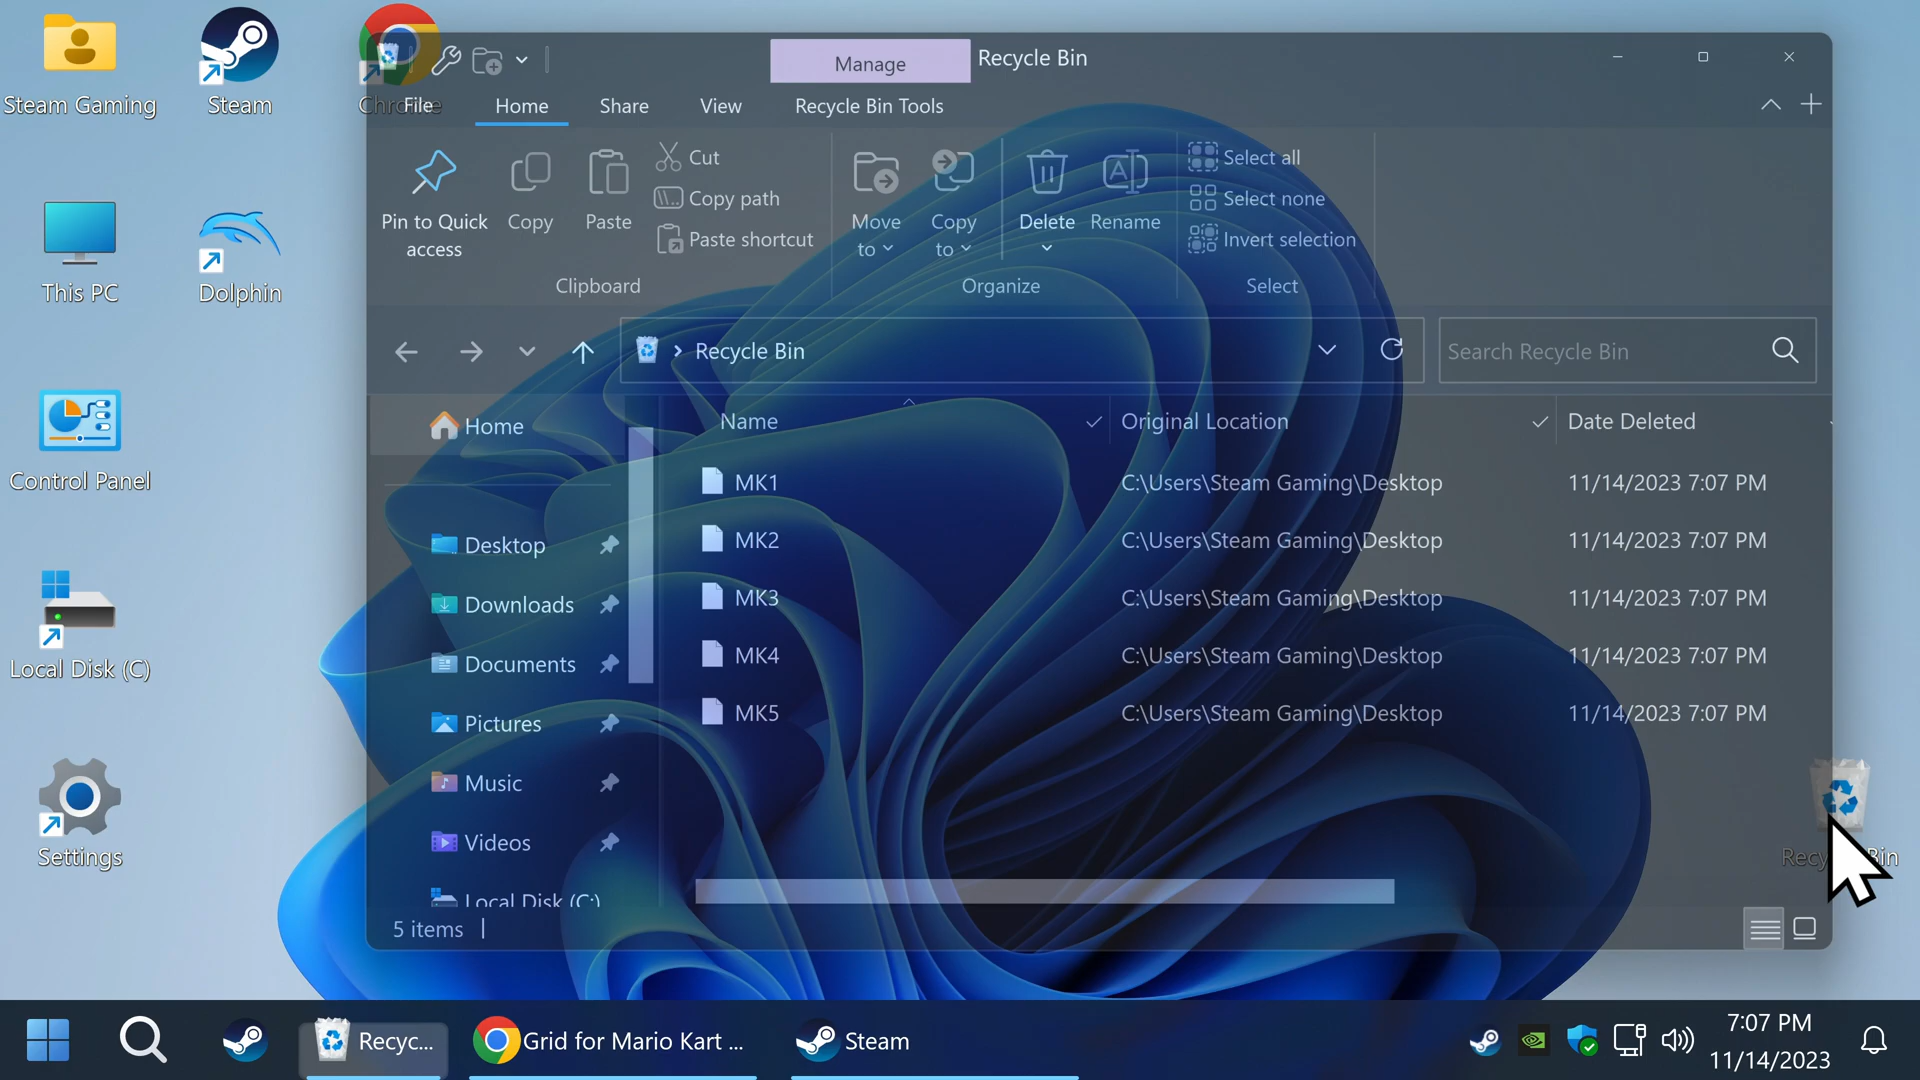 Steam Gaming
Steam
Chrome
This PC
Dolphin
Control Panel
Local Disk (C)
Settings
Manage
Recycle Bin
File
Home
Share
View
Recycle Bin Tools
Pin to Quick
access
Copy
Paste
Cut
Copy path
Paste shortcut
Clipboard
Move
to
Copy
to
Delete
Rename
Organize
Select all
Select none
Invert selection
Select
Recycle Bin
Search Recycle Bin
Home
Desktop
Downloads
Documents
Pictures
Music
Videos
Local Disk (C:)
Name
Original Location
Date Deleted
MK1 C:\Users\Steam Gaming\Desktop 11/14/2023 7:07 PM
MK2 C:\Users\Steam Gaming\Desktop 11/14/2023 7:07 PM
MK3 C:\Users\Steam Gaming\Desktop 11/14/2023 7:07 PM
MK4 C:\Users\Steam Gaming\Desktop 11/14/2023 7:07 PM
MK5 C:\Users\Steam Gaming\Desktop 11/14/2023 7:07 PM
5 items
Bin
Recyc...
Grid for Mario Kart ...
Steam
7:07 PM
11/14/2023